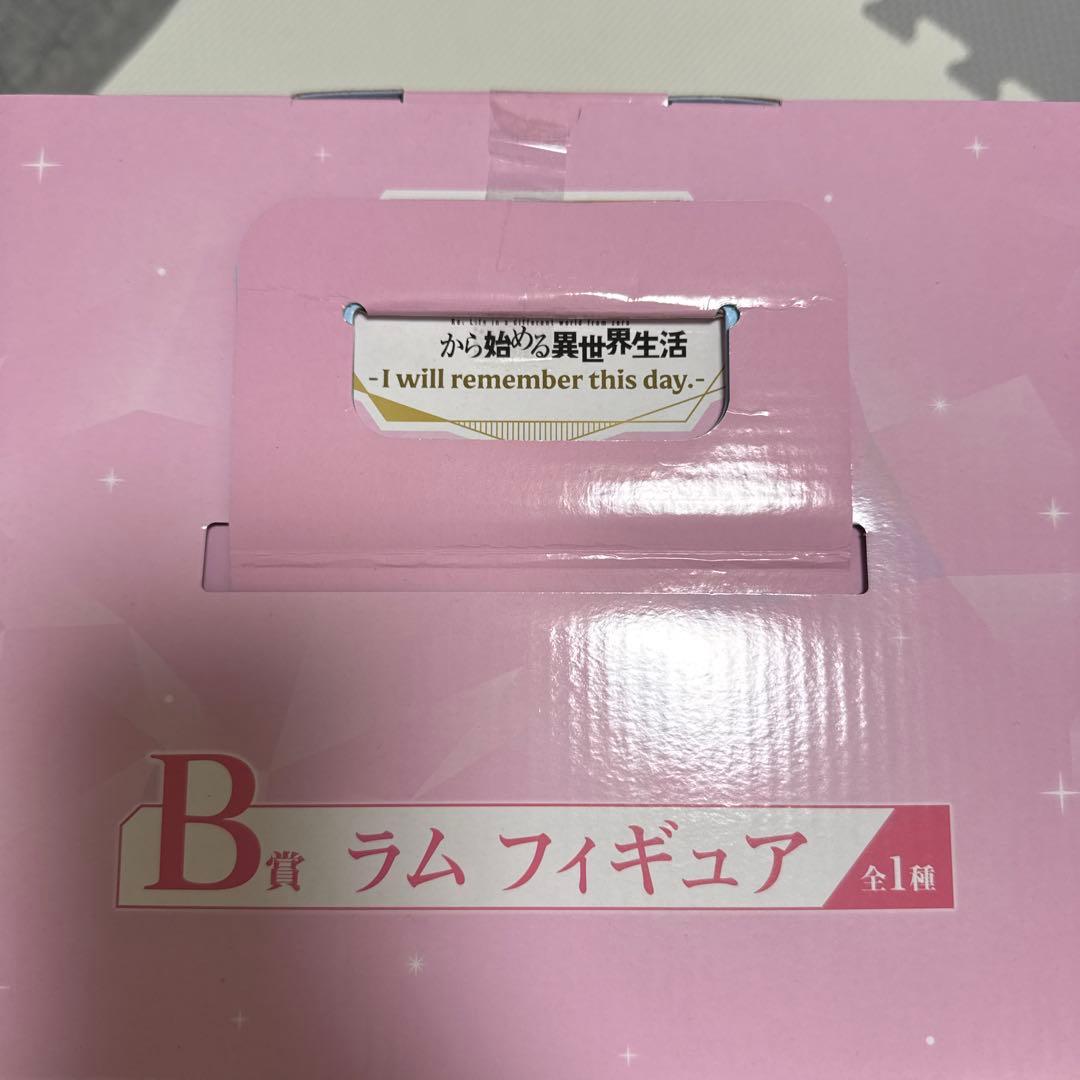 Re: Life in a different world from zero
から始める異世界生活
-I will remember this day.-
B賞 ラム フィギュア 全1種